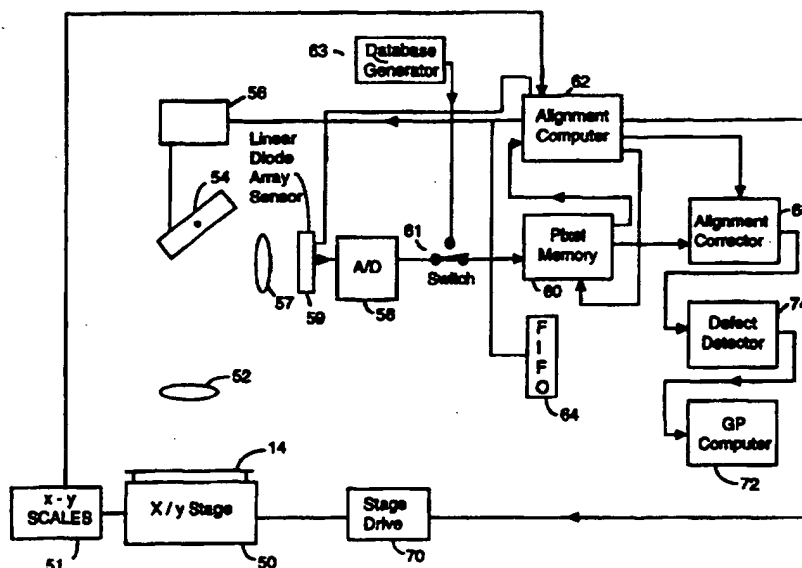 63
Database
Generator
62
Alignment
Computer
56
Linear
Diode
Array
Sensor
54
61
A/D
Switch
Pixel
Memory
Alignment
Corrector
57
59
58
60
Defect
Detector
F
I
F
O
64
52
GP
Computer
72
14
x - y
SCALES
X / y Stage
Stage
Drive
51
50
70